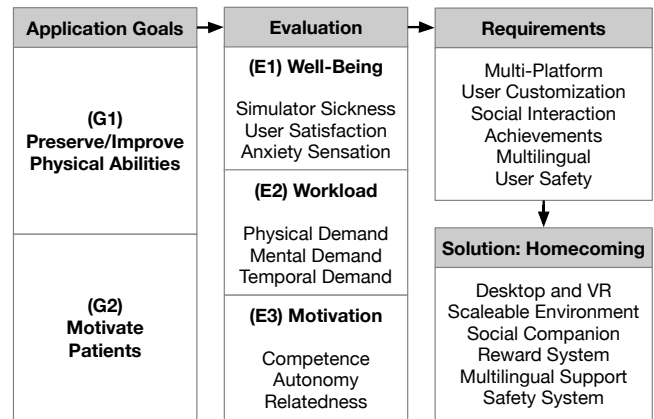 Application Goals
(G1)
Preserve/Improve
Physical Abilities
(G2)
Motivate
Patients
Evaluation
(E1) Well-Being
Simulator Sickness
User Satisfaction
Anxiety Sensation
(E2) Workload
Physical Demand
Mental Demand
Temporal Demand
(E3) Motivation
Competence
Autonomy
Relatedness
Requirements
Multi-Platform
User Customization
Social Interaction
Achievements
Multilingual
User Safety
Solution: Homecoming
Desktop and VR
Scaleable Environment
Social Companion
Reward System
Multilingual Support
Safety System